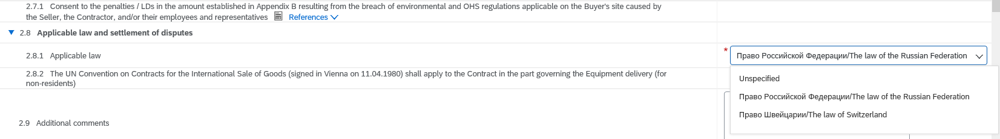 2.7.1 Consent to the penalties / LDs in the amount established in Appendix B resulting from the breach of environmental and OHS regulations applicable on the Buyer's site caused by
the Seller, the Contractor, and/or their employees and representatives References
2.8 Applicable law and settlement of disputes
2.8.1 Applicable law
* Право Российской Федерации/The law of the Russian Federation
2.8.2 The UN Convention on Contracts for the International Sale of Goods (signed in Vienna on 11.04.1980) shall apply to the Contract in the part governing the Equipment delivery (for
non-residents)
Unspecified
Право Российской Федерации/The law of the Russian Federation
Право Швейцарии/The law of Switzerland
2.9 Additional comments